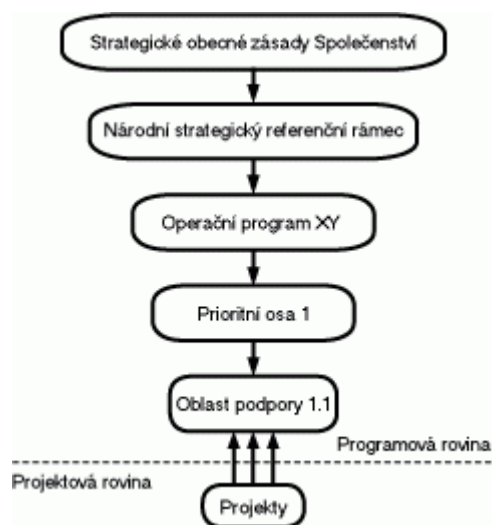 Strategické obecné zásady Společenství
Národní strategický referenční rámec
Operační program XY
Prioritní osa 1
Oblast podpory 1.1
Programová rovina
Projektová rovina
Projekty